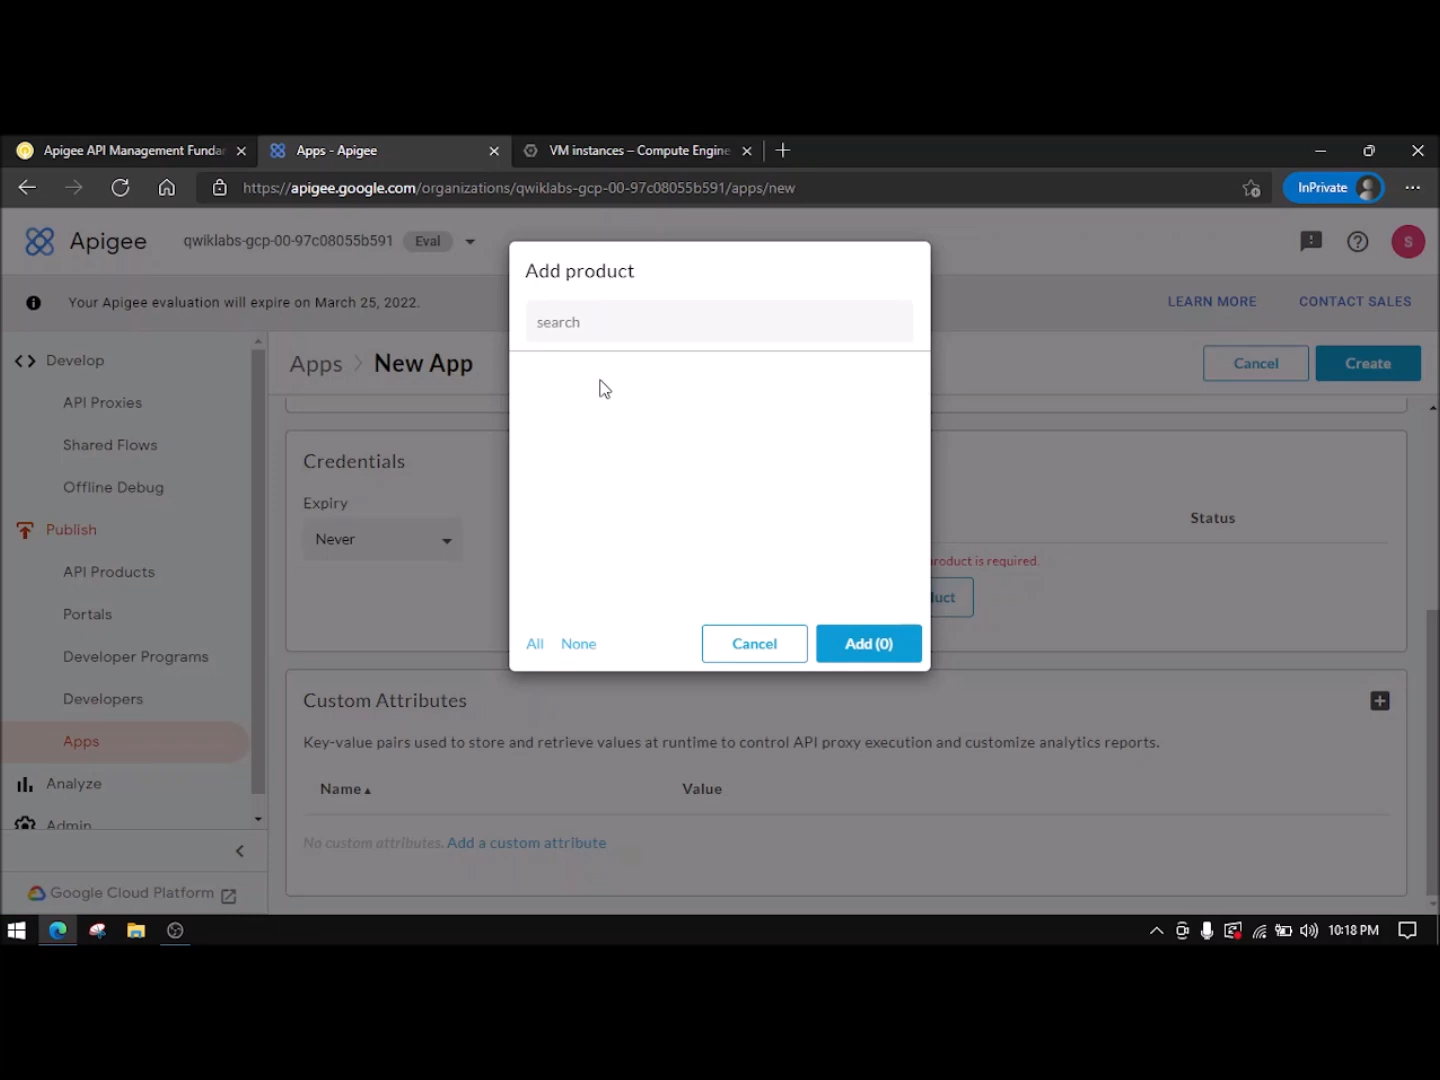 Apigee API Management Funda
Apps - Apigee
VM instances – Compute Engine
https://apigee.google.com/organizations/qwiklabs-gcp-00-97c08055b591/apps/new
InPrivate
Apigee
qwiklabs-gcp-00-97c08055b591
Eval
S
Your Apigee evaluation will expire on March 25, 2022.
LEARN MORE
CONTACT SALES
Develop
API Proxies
Shared Flows
Offline Debug
Publish
API Products
Portals
Developer Programs
Developers
Apps
Analyze
Admin
Google Cloud Platform
Apps > New App
Cancel
Create
Credentials
Expiry
Never
Status
roduct is required.
uct
Add product
search
All
None
Cancel
Add (0)
Custom Attributes
Key-value pairs used to store and retrieve values at runtime to control API proxy execution and customize analytics reports.
Name
Value
No custom attributes. Add a custom attribute
10:18 PM